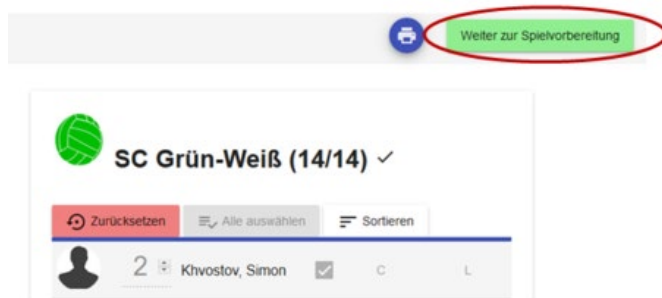 Weiter zur Spielvorbereitung
SC Grün-Weiß (14/14)
Zurücksetzen Alle auswählen Sortieren
2 Khvostov, Simon C L